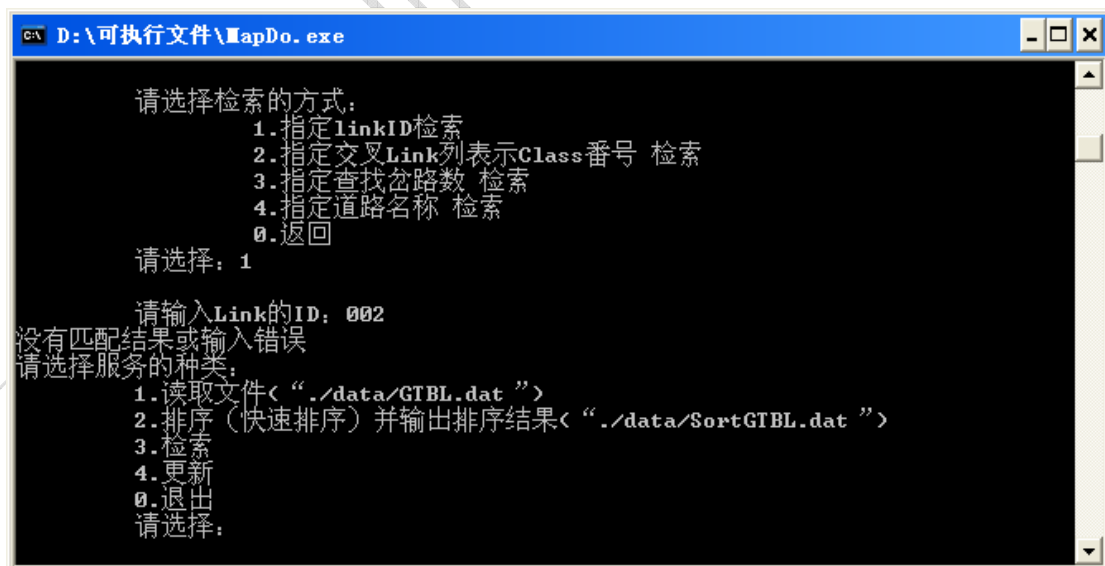 D:\可执行文件\MapDo.exe
请选择检索的方式:
1.指定linkID检索
2.指定交叉Link列表示Class番号 检索
3.指定查找岔路数 检索
4.指定道路名称 检索
0.返回
请选择: 1
请输入Link的ID: 002
没有匹配结果或输入错误
请选择服务的种类:
1.读取文件(“./data/GTBL.dat ”)
2.排序（快速排序）并输出排序结果(“./data/SortGTBL.dat ”)
3.检索
4.更新
0.退出
请选择: